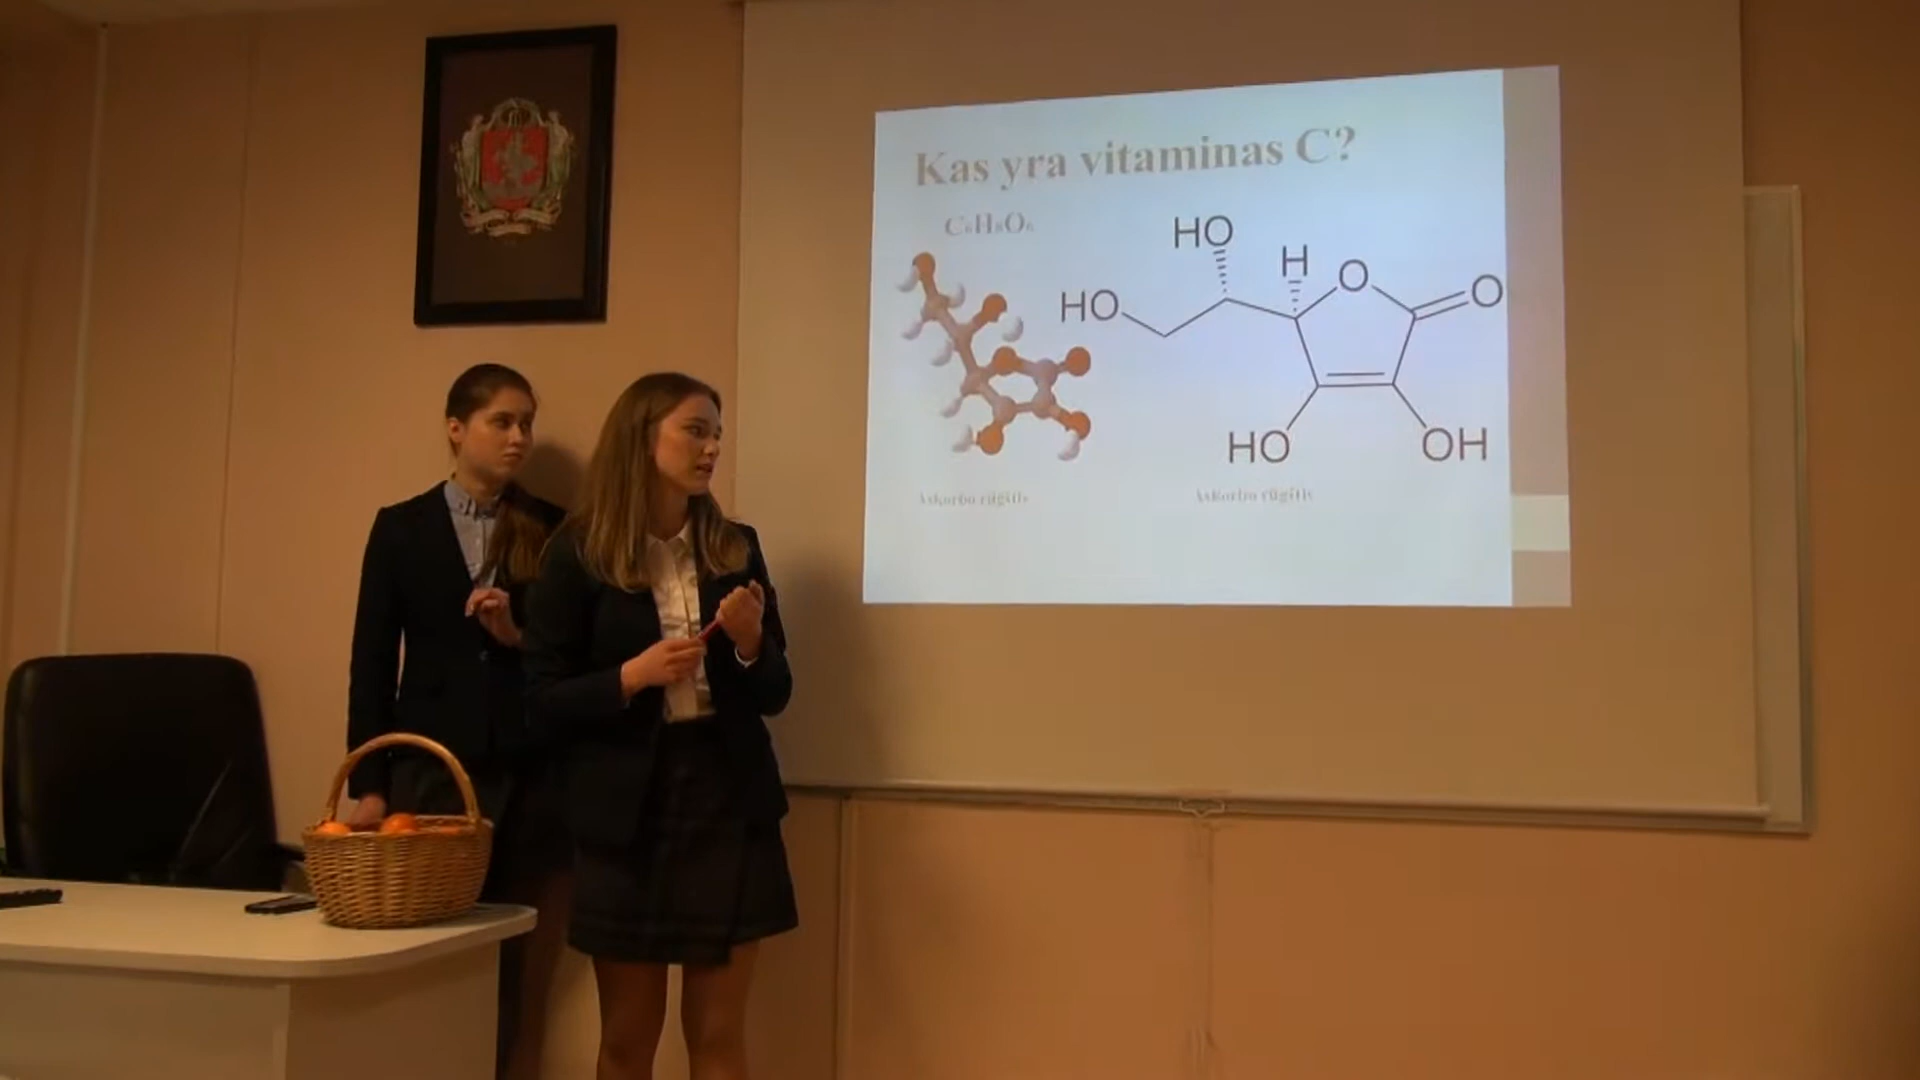 Kas yra vitaminas C?
C₆H₈O₆
HO
H
O
O
HO
HO
OH
Askorbo rūgštis
Askorbo rūgštis